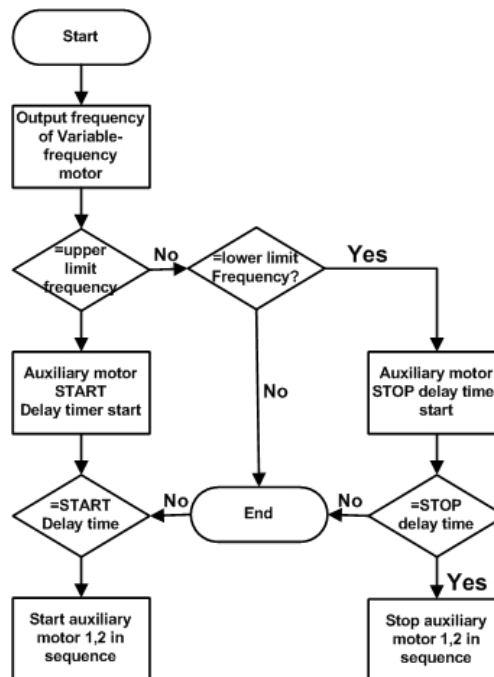 Start
Output frequency
of Variable-
frequency
motor
=upper
limit
frequency
No
=lower limit
Frequency?
Yes
Auxiliary motor
START
Delay timer start
No
Auxiliary motor
STOP delay time
start
=START
Delay time
No
End
No
=STOP
delay time
Yes
Start auxiliary
motor 1,2 in
sequence
Stop auxiliary
motor 1,2 in
sequence